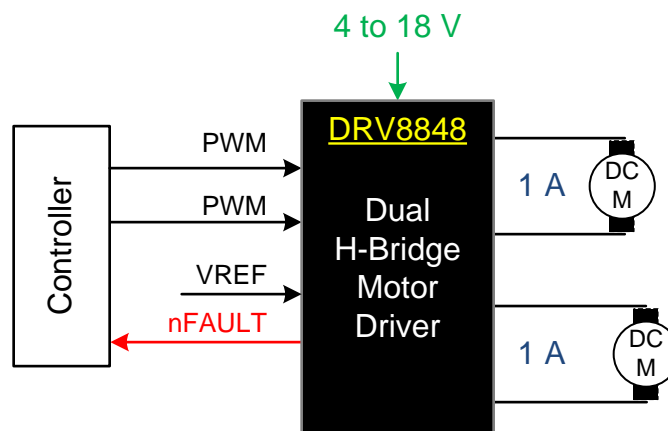 4 to 18 V
Controller
PWM
PWM
VREF
nFAULT
DRV8848
Dual
H-Bridge
Motor
Driver
1 A
DC
M
1 A
DC
M